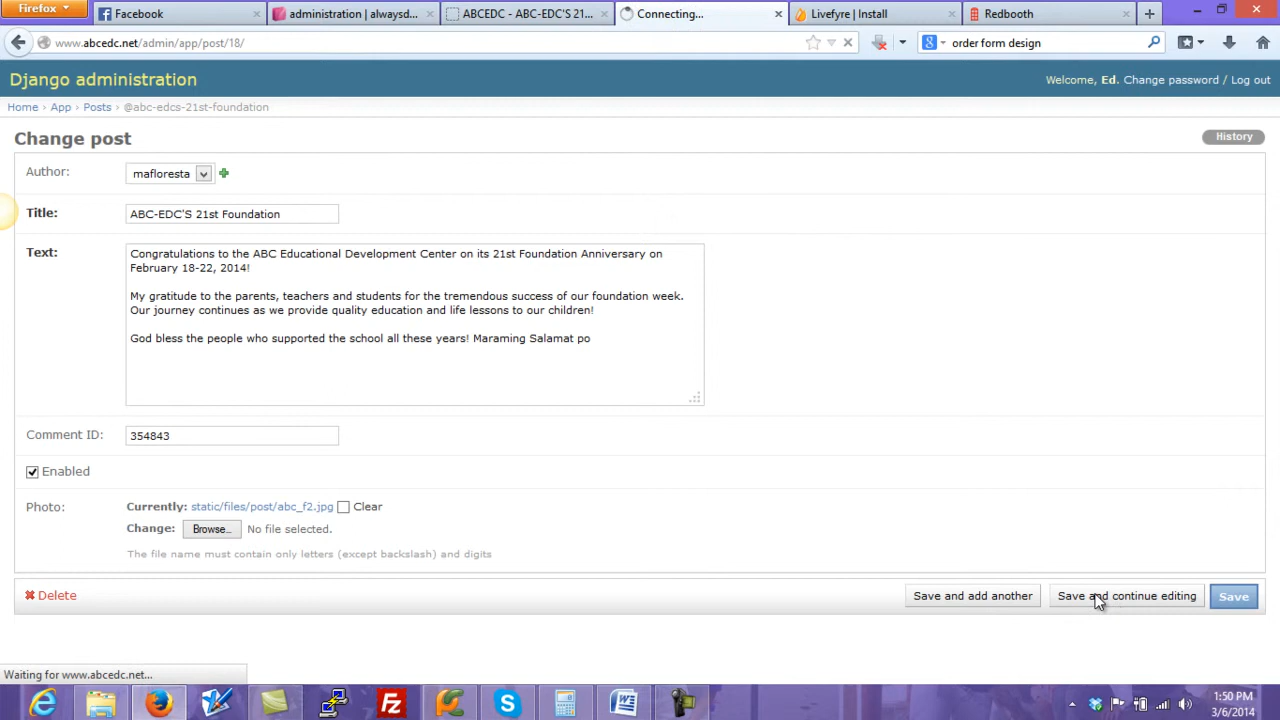 Firefox
Facebook
administration | alwaysd...
ABCEDC - ABC-EDC'S 21...
Connecting...
Livefyre | Install
Redbooth
www.abcedc.net/admin/app/post/18/
order form design
Django administration
Welcome, Ed. Change password / Log out
Home › App › Posts › @abc-edcs-21st-foundation
Change post
History
Author:
mafloresta
Title:
ABC-EDC'S 21st Foundation
Text:
Congratulations to the ABC Educational Development Center on its 21st Foundation Anniversary on
February 18-22, 2014!
My gratitude to the parents, teachers and students for the tremendous success of our foundation week.
Our journey continues as we provide quality education and life lessons to our children!
God bless the people who supported the school all these years! Maraming Salamat po
Comment ID:
354843
Enabled
Photo:
Currently: static/files/post/abc_f2.jpg Clear
Change: Browse... No file selected.
The file name must contain only letters (except backslash) and digits
Delete
Save and add another
Save and continue editing
Save
Waiting for www.abcedc.net...
1:50 PM
3/6/2014